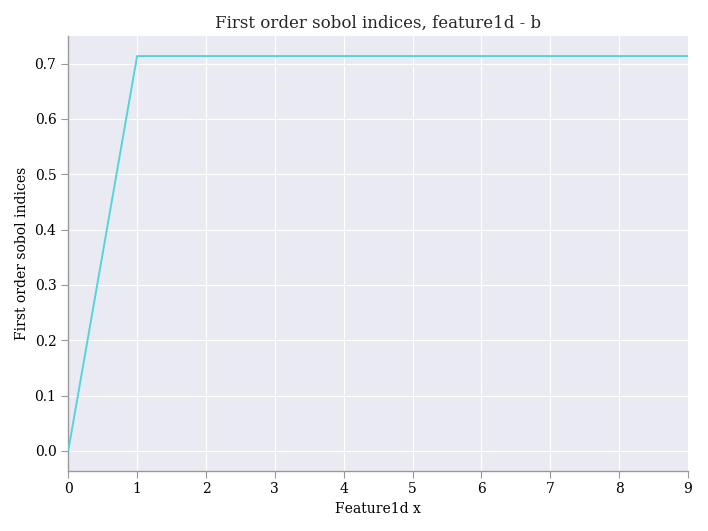 First order sobol indices, feature1d - b
First order sobol indices
0.7
0.6
0.5
0.4
0.3
0.2
0.1
0.0
0 1 2 3 4 5 6 7 8 9
Feature1d x